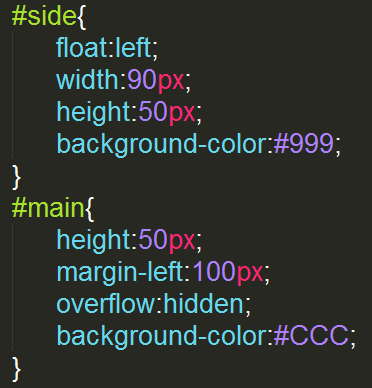 #side{
float:left;
width:90px;
height:50px;
background-color:#999;
}
#main{
height:50px;
margin-left:100px;
overflow:hidden;
background-color:#CCC;
}